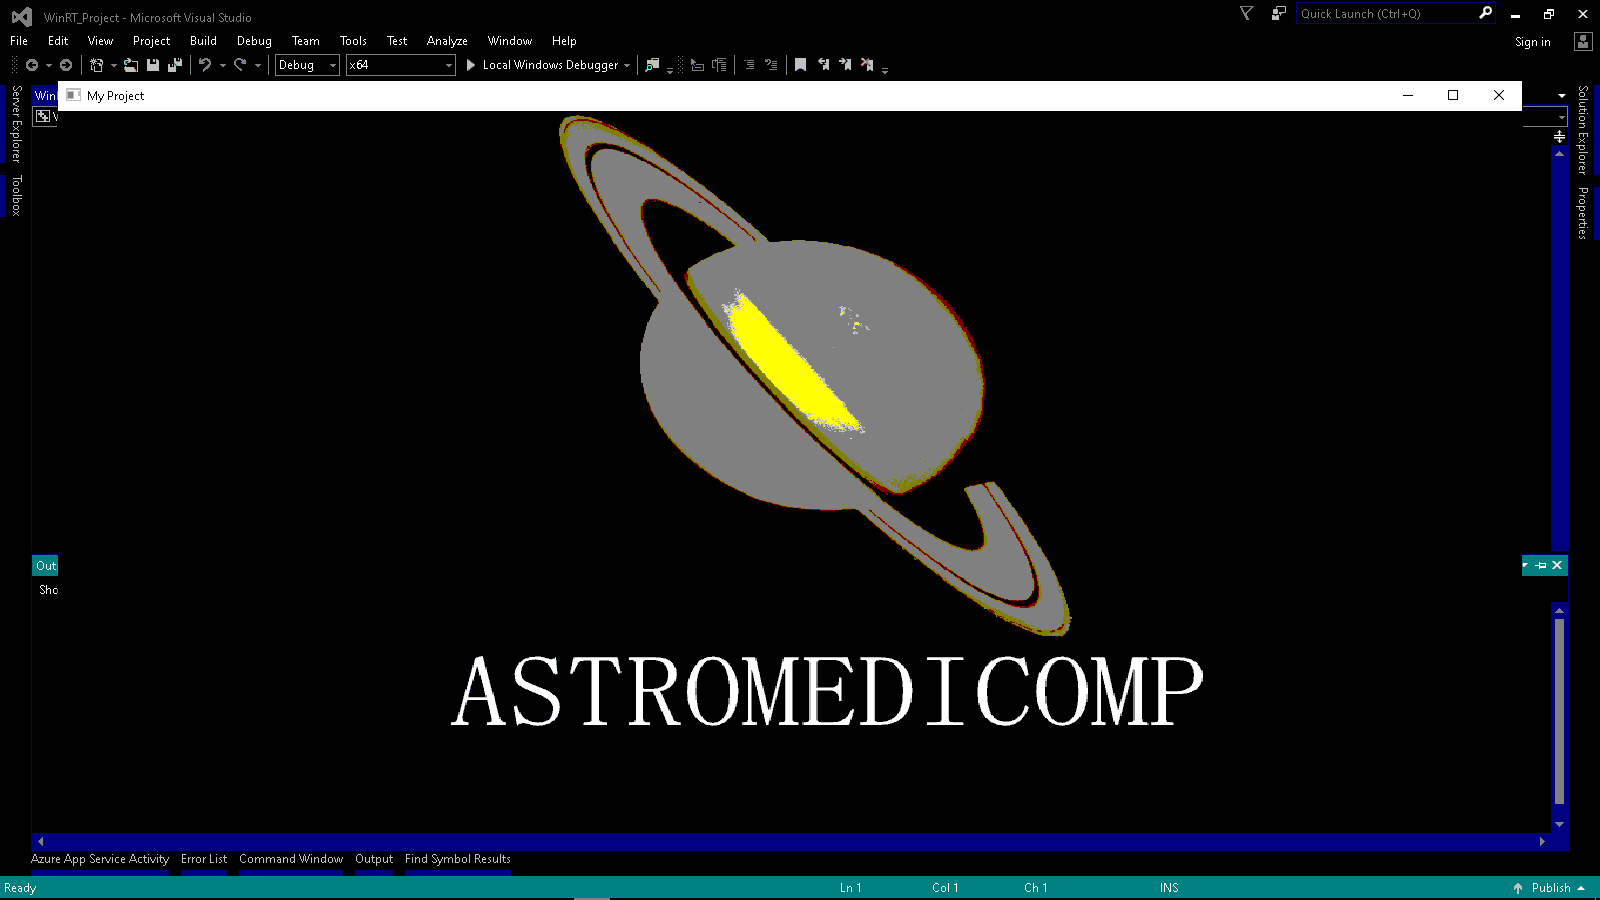 WinRT_Project - Microsoft Visual Studio
Quick Launch (Ctrl+Q)
File Edit View Project Build Debug Team Tools Test Analyze Window Help
Sign in
Debug x64 Local Windows Debugger
Server Explorer
Toolbox
Win
My Project
Solution Explorer
Properties
Out
Sho
ASTROMEDICOMP
Azure App Service Activity Error List Command Window Output Find Symbol Results
Ready Ln 1 Col 1 Ch 1 INS Publish